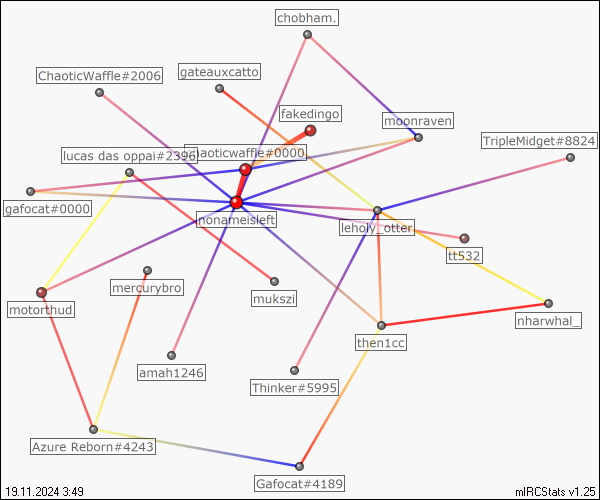 chobham.
ChaoticWaffle#2006
gateauxcatto
fakedingo
moonraven
TripleMidget#8824
lucas das oppai#2396
chaoticwaffle#0000
gafocat#0000
nonameisleft
leholy_otter
tt532
mercurybro
mukszi
motorthud
nharwhal_
then1cc
amah1246
Thinker#5995
Azure Reborn#4243
Gafocat#4189
19.11.2024 3:49
mIRCStats v1.25